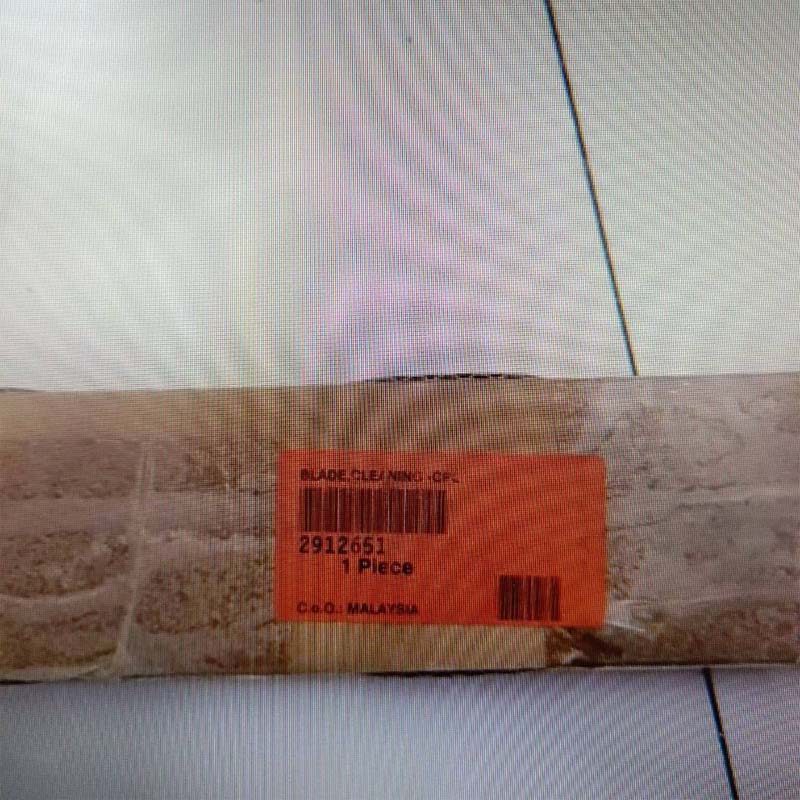 BLADE,CLEANING -CPL
2912651
1 Piece
C.o.O.: MALAYSIA